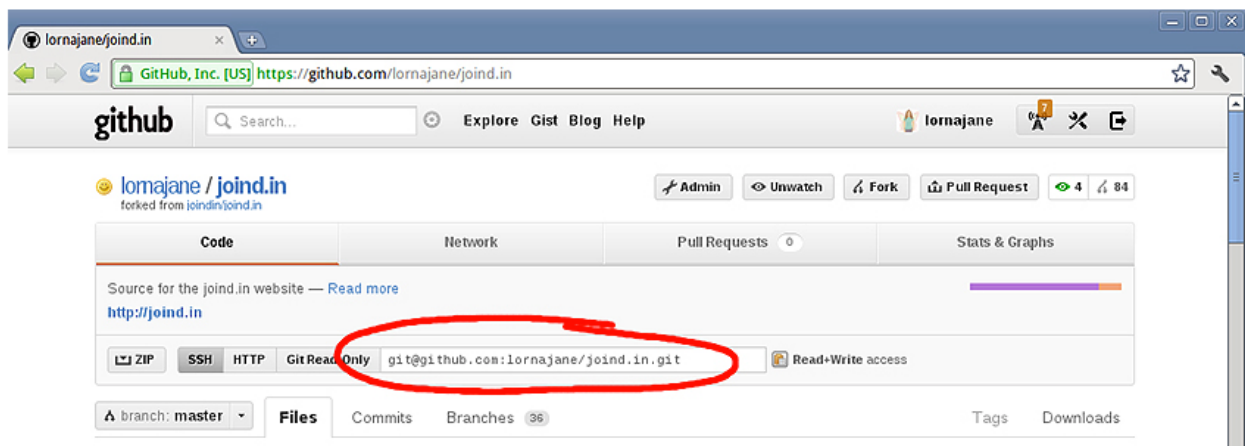 lornajane/joind.in
GitHub, Inc. [US] https://github.com/lornajane/joind.in
github Search... Explore Gist Blog Help lornajane 7
lornajane / joind.in Admin Unwatch Fork Pull Request 4 84
forked from joindin/joind.in
Code Network Pull Requests 0 Stats & Graphs
Source for the joind.in website — Read more
http://joind.in
ZIP SSH HTTP Git Read-Only git@github.com:lornajane/joind.in.git Read+Write access
branch: master Files Commits Branches 36 Tags Downloads